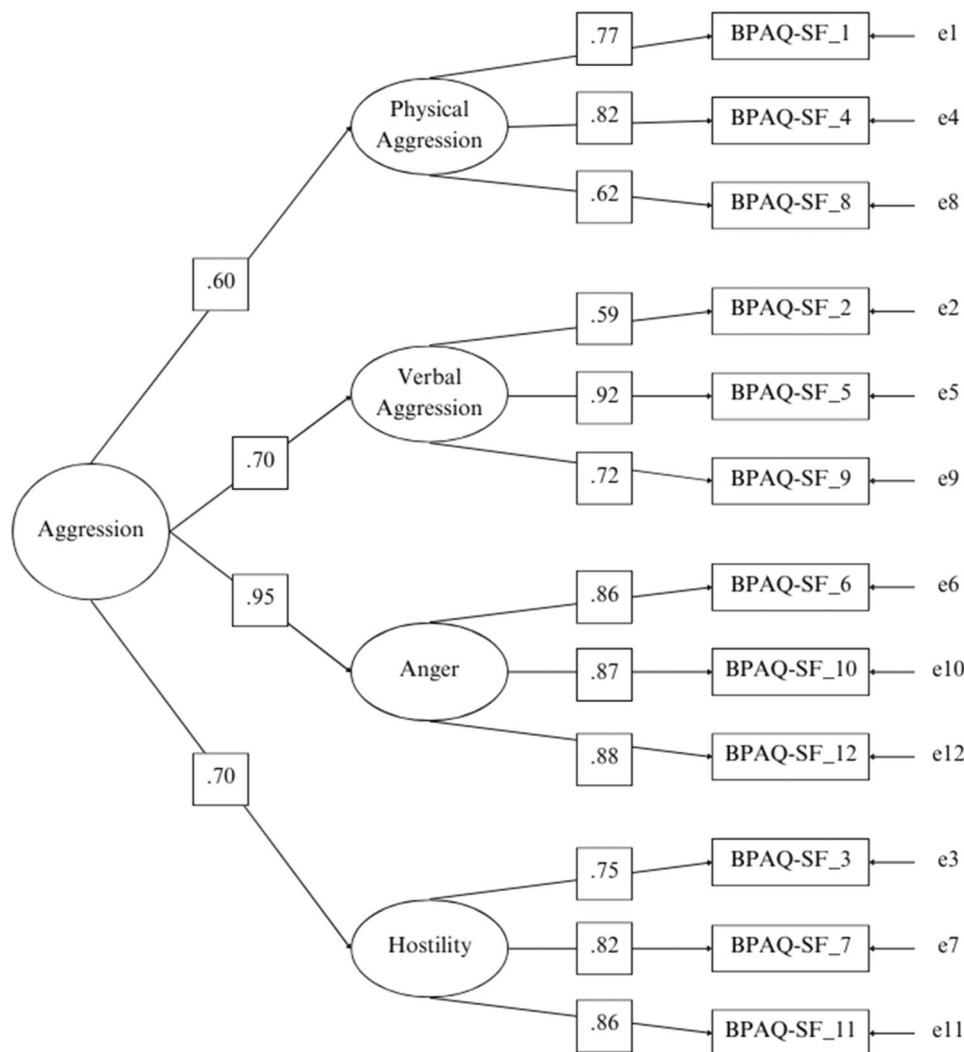 .77
BPAQ-SF_1
e1
Physical
Aggression
.82
BPAQ-SF_4
e4
.62
BPAQ-SF_8
e8
.60
.59
BPAQ-SF_2
e2
Verbal
Aggression
.92
BPAQ-SF_5
e5
.70
.72
BPAQ-SF_9
e9
Aggression
.95
.86
BPAQ-SF_6
e6
Anger
.87
BPAQ-SF_10
e10
.88
BPAQ-SF_12
e12
.70
.75
BPAQ-SF_3
e3
Hostility
.82
BPAQ-SF_7
e7
.86
BPAQ-SF_11
e11